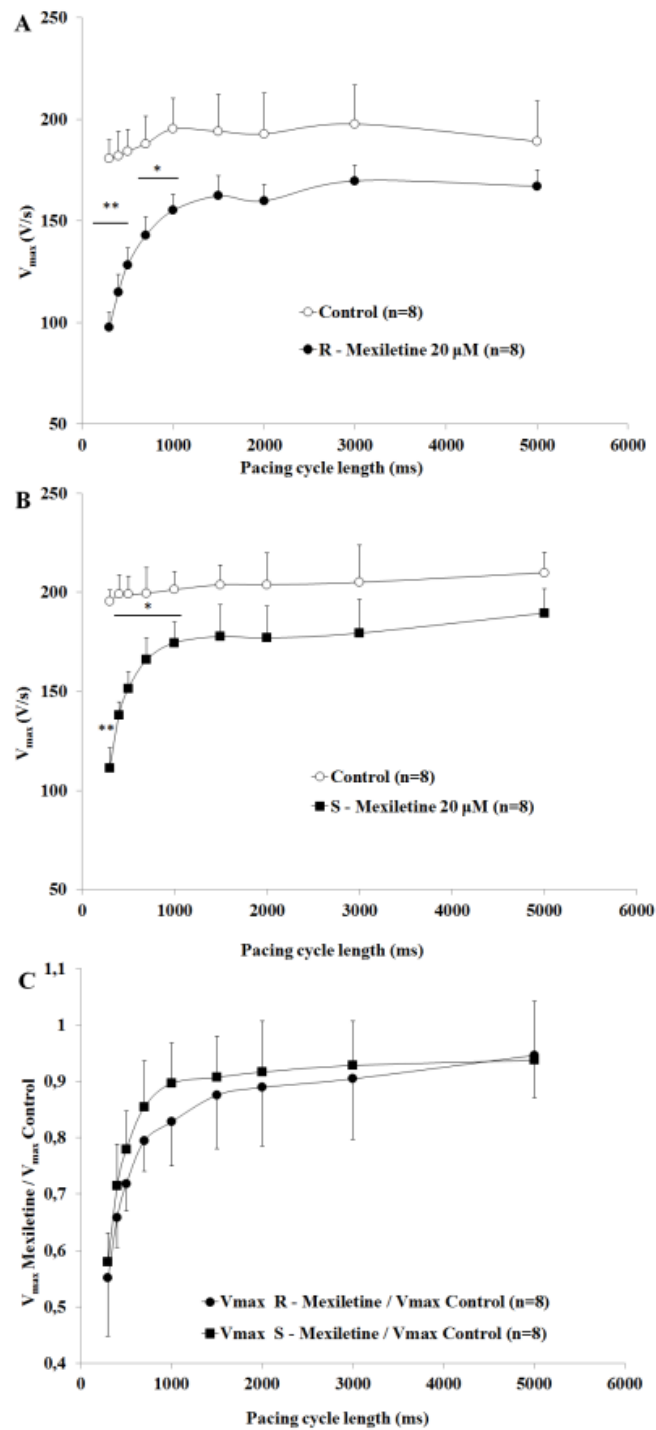 A
250
200
150
100
50
*
**
V_max (V/s)
Control (n=8)
R - Mexiletine 20 µM (n=8)
0 1000 2000 3000 4000 5000 6000
Pacing cycle length (ms)
B
250
200
150
100
50
*
**
V_max (V/s)
Control (n=8)
S - Mexiletine 20 µM (n=8)
0 1000 2000 3000 4000 5000 6000
Pacing cycle length (ms)
C
1,1
1
0,9
0,8
0,7
0,6
0,5
0,4
V_max Mexiletine / V_max Control
Vmax R - Mexiletine / Vmax Control (n=8)
Vmax S - Mexiletine / Vmax Control (n=8)
0 1000 2000 3000 4000 5000 6000
Pacing cycle length (ms)